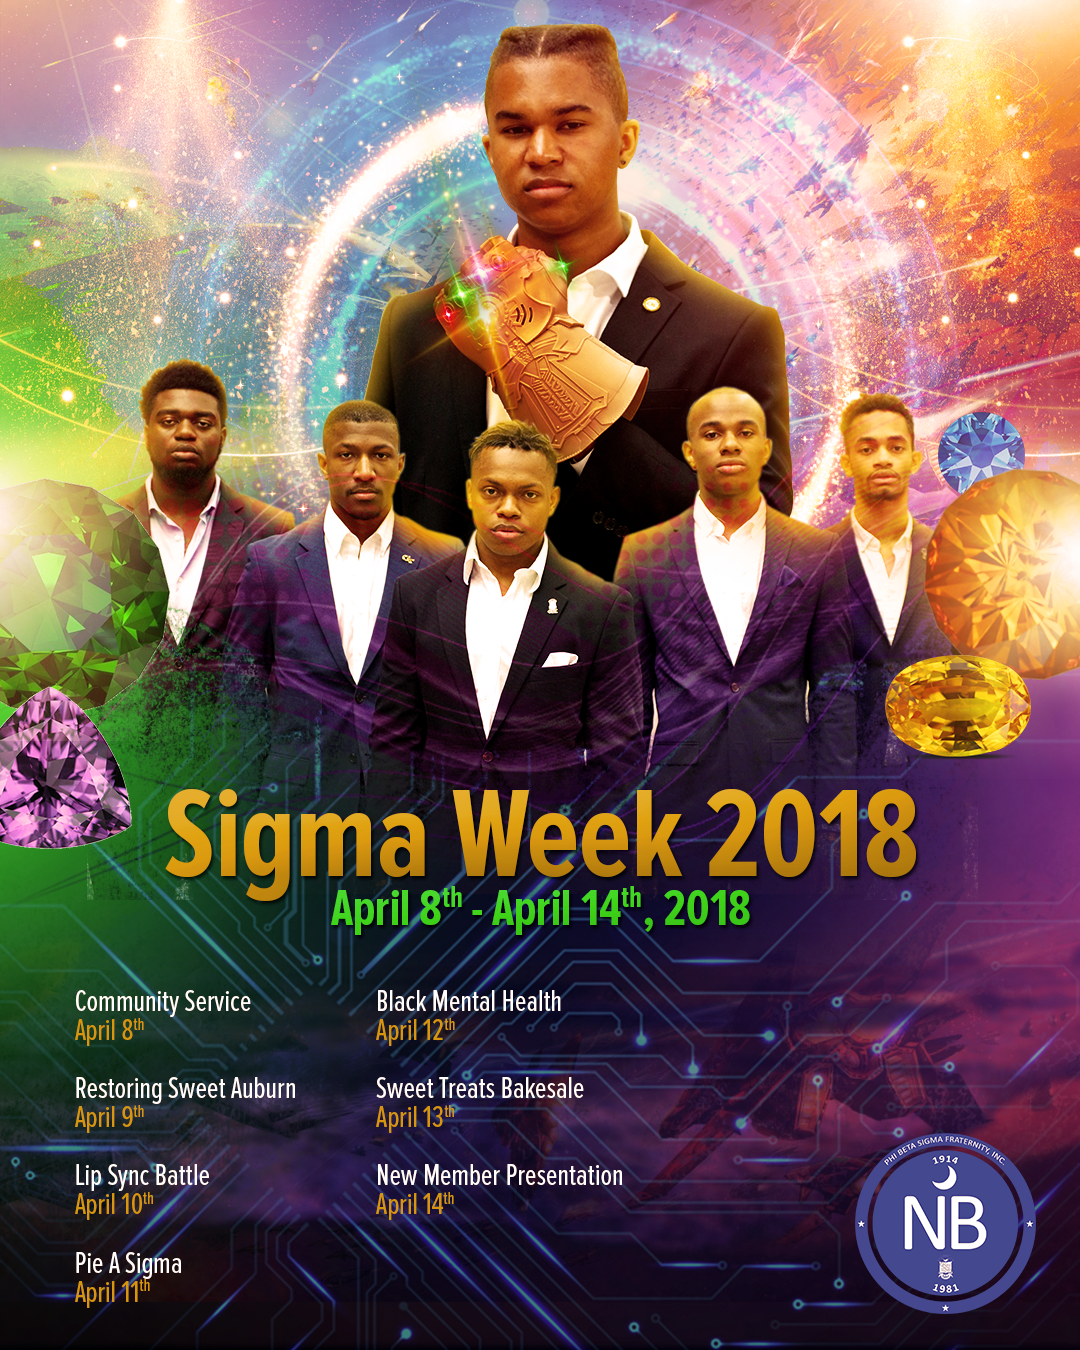 Sigma Week 2018
April 8th - April 14th, 2018
Community Service
April 8th
Restoring Sweet Auburn
April 9th
Lip Sync Battle
April 10th
Pie A Sigma
April 11th
Black Mental Health
April 12th
Sweet Treats Bakesale
April 13th
New Member Presentation
April 14th
PHI BETA SIGMA FRATERNITY, INC.
1914
NB
1981